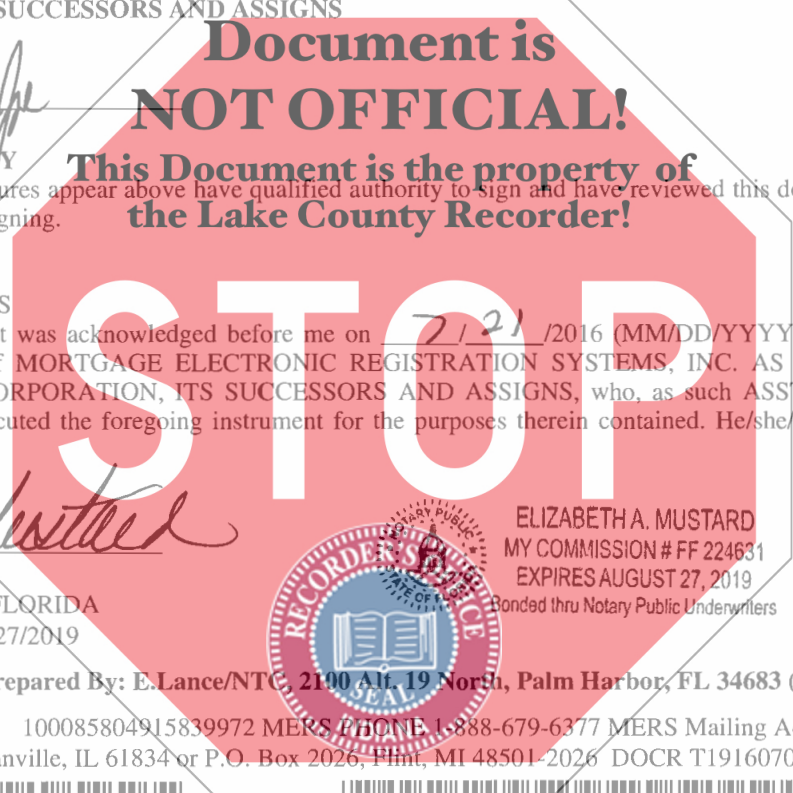 SUCCESSORS AND ASSIGNS
Document is
NOT OFFICIAL!
Y
This Document is the property of
ures appear above have qualified authority to sign and have reviewed this d
the Lake County Recorder!
gning.
STOP
S
t was acknowledged before me on 7/21/2016 (MM/DD/YYYY
f MORTGAGE ELECTRONIC REGISTRATION SYSTEMS, INC. AS
ORPORATION, ITS SUCCESSORS AND ASSIGNS, who, as such ASST
cuted the foregoing instrument for the purposes therein contained. He/she/
ELIZABETH A. MUSTARD
MY COMMISSION # FF 224631
EXPIRES AUGUST 27, 2019
Bonded thru Notary Public Underwriters
NOTARY PUBLIC
STATE OF
RECORDER'S
SEAL
FLORIDA
27/2019
repared By: E.Lance/NTC, 2100 Alt. 19 North, Palm Harbor, FL 34683 (
100085804915839972 MERS PHONE 1-888-679-6377 MERS Mailing A
anville, IL 61834 or P.O. Box 2026, Flint, MI 48501-2026 DOCR T1916070